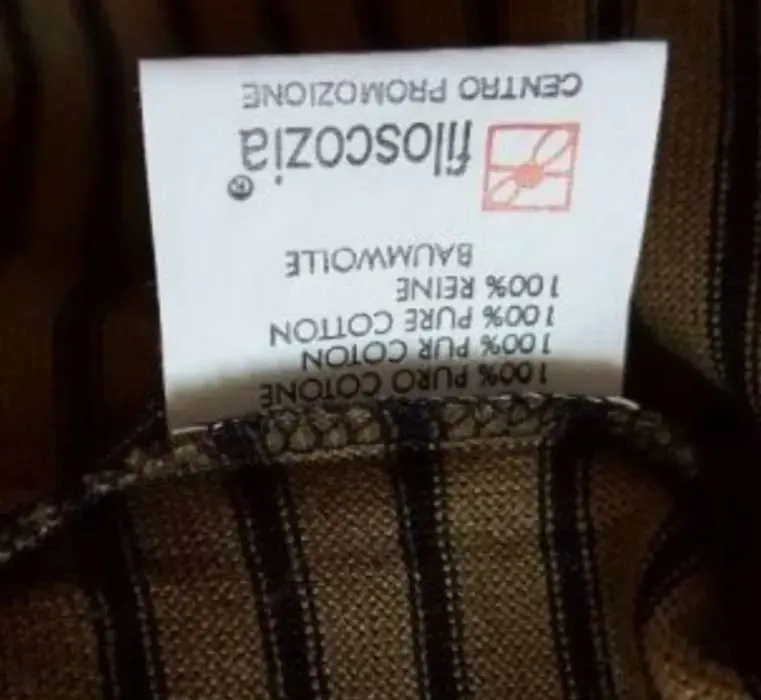 100% PURO COTONE
100% PUR COTON
100% PURE COTTON
100% REINE
BAUMWOLLE
filoscozia®
CENTRO PROMOZIONE